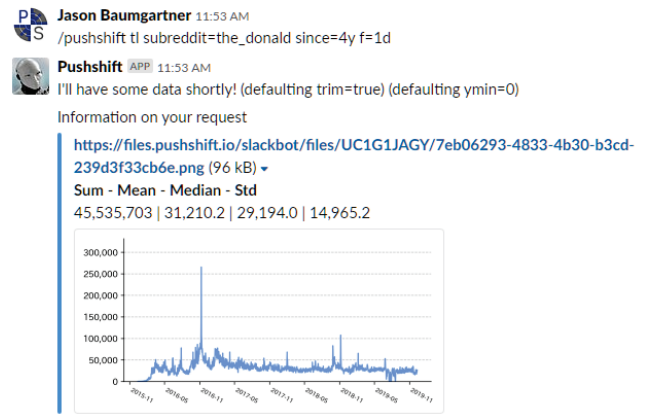 Jason Baumgartner 11:53 AM
/pushshift tl subreddit=the_donald since=4y f=1d
Pushshift APP 11:53 AM
I'll have some data shortly! (defaulting trim=true) (defaulting ymin=0)
Information on your request
https://files.pushshift.io/slackbot/files/UC1G1JAGY/7eb06293-4833-4b30-b3cd-
239d3f33cb6e.png (96 kB)
Sum - Mean - Median - Std
45,535,703 | 31,210.2 | 29,194.0 | 14,965.2
300,000
250,000
200,000
150,000
100,000
50,000
0
2015-11 2016-05 2016-11 2017-05 2017-11 2018-05 2018-11 2019-05 2019-11
PS